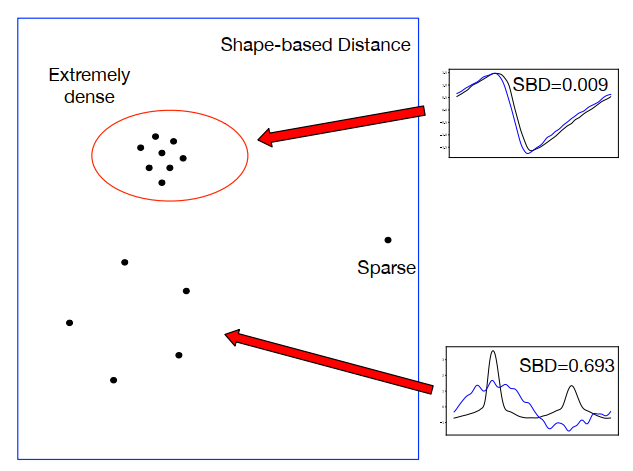 Shape-based Distance
Extremely
dense
SBD=0.009
Sparse
SBD=0.693